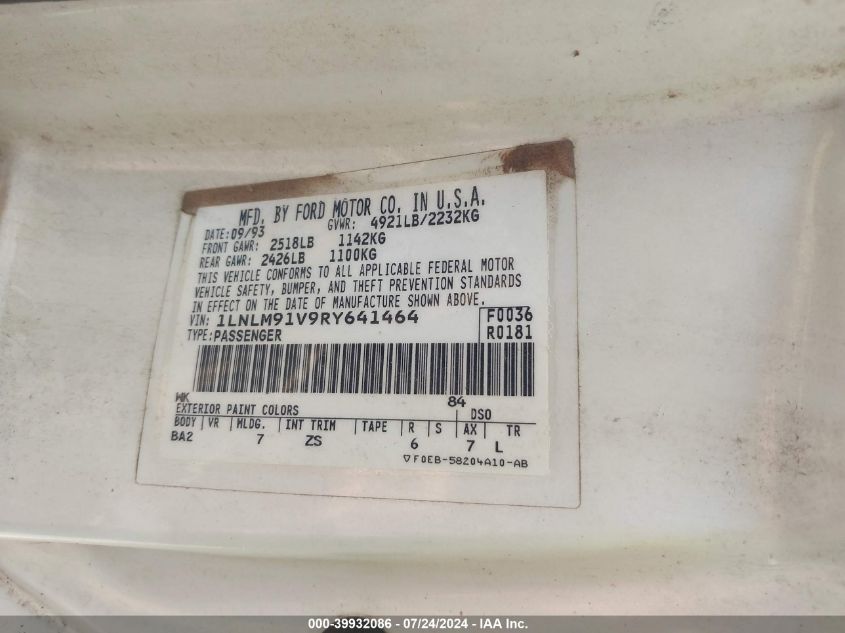 MFD. BY FORD MOTOR CO. IN U.S.A.
DATE:09/93 GVWR: 4921LB/2232KG
FRONT GAWR: 2518LB 1142KG
REAR GAWR: 2426LB 1100KG
THIS VEHICLE CONFORMS TO ALL APPLICABLE FEDERAL MOTOR
VEHICLE SAFETY, BUMPER, AND THEFT PREVENTION STANDARDS
IN EFFECT ON THE DATE OF MANUFACTURE SHOWN ABOVE.
VIN: 1LNLM91V9RY641464 F0036
TYPE:PASSENGER R0181
WK 84
EXTERIOR PAINT COLORS DSO
BODY VR MLDG. INT TRIM TAPE R S AX TR
BA2 7 ZS 6 7 L
▽F0EB-58204A10-AB
000-39932086 - 07/24/2024 - IAA Inc.